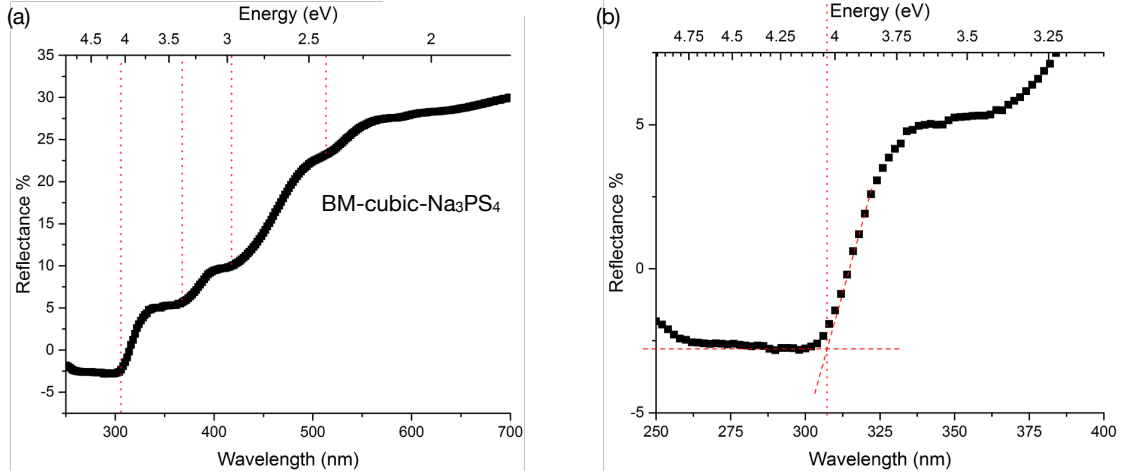 (a)
Energy (eV)
4.5 4 3.5 3 2.5 2
35
30
25
20
15
10
5
0
-5
Reflectance %
BM-cubic-Na₃PS₄
300 400 500 600 700
Wavelength (nm)
(b)
Energy (eV)
4.75 4.5 4.25 4 3.75 3.5 3.25
5
0
-5
Reflectance %
250 275 300 325 350 375 400
Wavelength (nm)